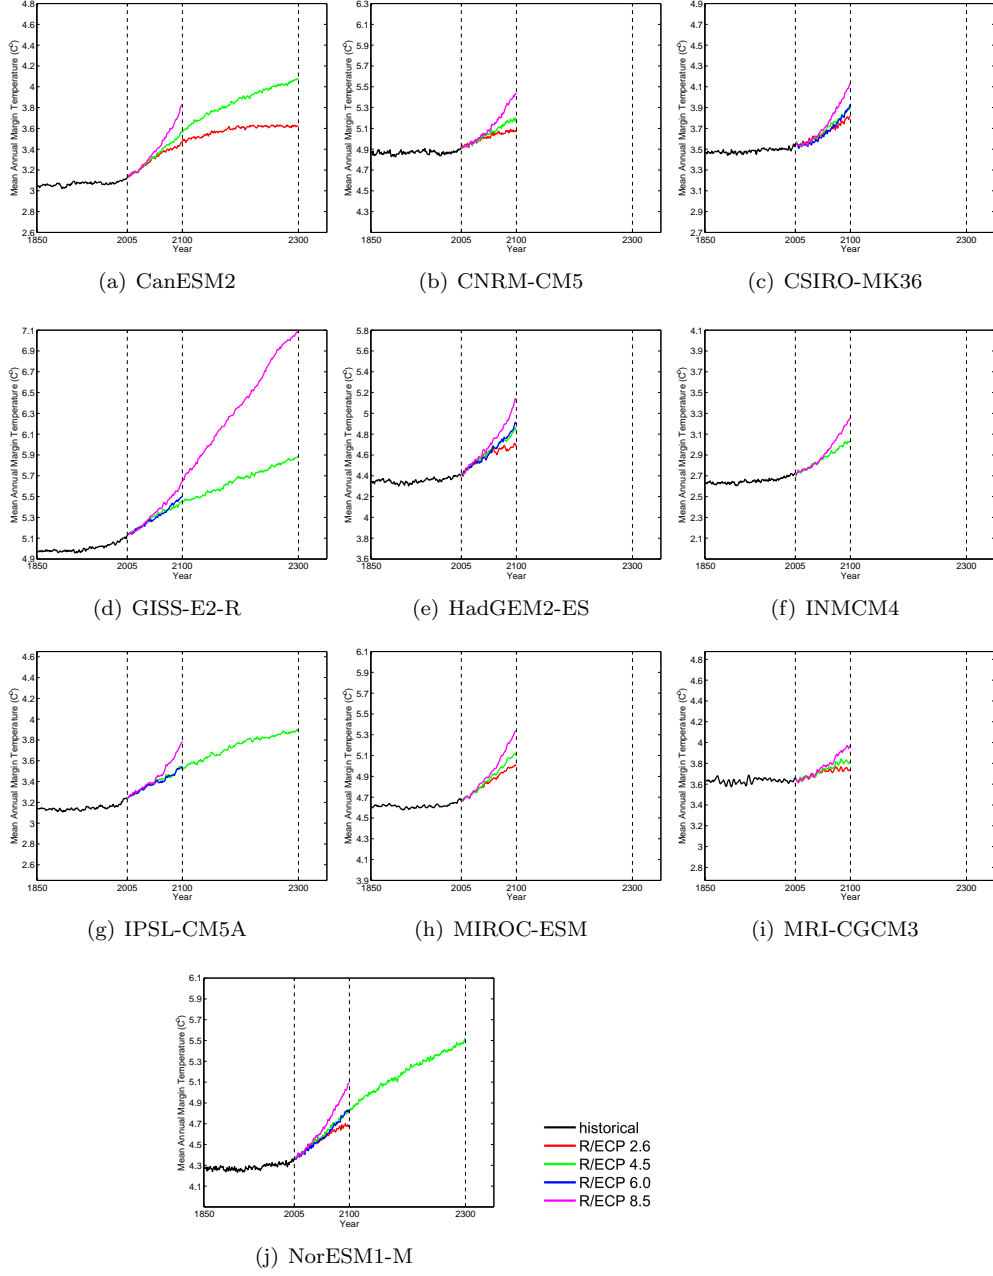 4.8
4.6
4.4
4.2
4
3.8
3.6
3.4
3.2
3
2.8
2.6
Mean Annual Margin Temperature (C°)
1850 2005 2100 2300
Year
(a) CanESM2
6.3
6.1
5.9
5.7
5.5
5.3
5.1
4.9
4.7
4.5
4.3
Mean Annual Margin Temperature (C°)
1850 2005 2100 2300
Year
(b) CNRM-CM5
4.9
4.7
4.5
4.3
4.1
3.9
3.7
3.5
3.3
3.1
2.9
2.7
Mean Annual Margin Temperature (C°)
1850 2005 2100 2300
Year
(c) CSIRO-MK36
7.1
6.9
6.7
6.5
6.3
6.1
5.9
5.7
5.5
5.3
5.1
4.9
Mean Annual Margin Temperature (C°)
1850 2005 2100 2300
Year
(d) GISS-E2-R
5.8
5.6
5.4
5.2
5
4.8
4.6
4.4
4.2
4
3.8
3.6
Mean Annual Margin Temperature (C°)
1850 2005 2100 2300
Year
(e) HadGEM2-ES
4.1
3.9
3.7
3.5
3.3
3.1
2.9
2.7
2.5
2.3
2.1
Mean Annual Margin Temperature (C°)
1850 2005 2100 2300
Year
(f) INMCM4
4.6
4.4
4.2
4
3.8
3.6
3.4
3.2
3
2.8
2.6
Mean Annual Margin Temperature (C°)
1850 2005 2100 2300
Year
(g) IPSL-CM5A
6.1
5.9
5.7
5.5
5.3
5.1
4.9
4.7
4.5
4.3
4.1
3.9
Mean Annual Margin Temperature (C°)
1850 2005 2100 2300
Year
(h) MIROC-ESM
4.8
4.6
4.4
4.2
4
3.8
3.6
3.4
3.2
3
2.8
Mean Annual Margin Temperature (C°)
1850 2005 2100 2300
Year
(i) MRI-CGCM3
6.1
5.9
5.7
5.5
5.3
5.1
4.9
4.7
4.5
4.3
4.1
Mean Annual Margin Temperature (C°)
1850 2005 2100 2300
Year
(j) NorESM1-M
historical
R/ECP 2.6
R/ECP 4.5
R/ECP 6.0
R/ECP 8.5